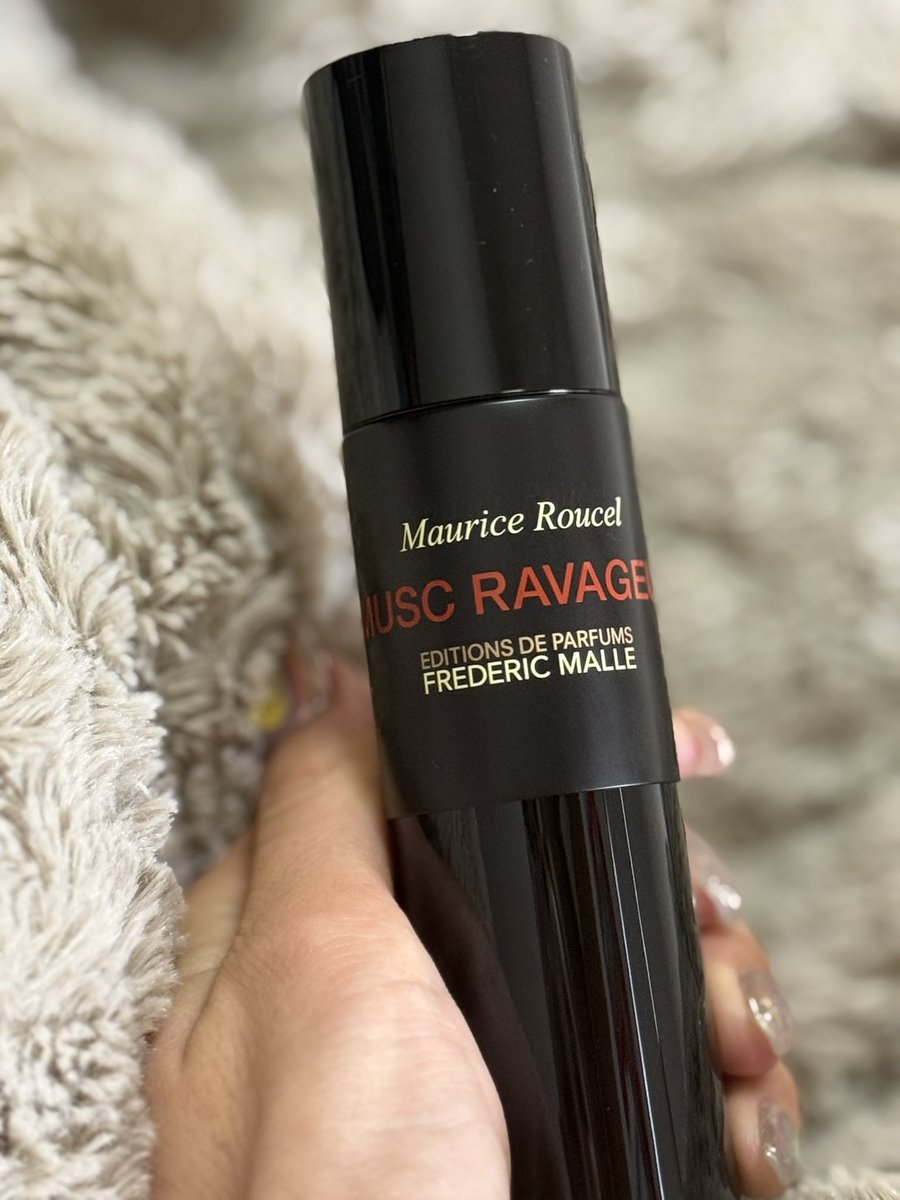 Maurice Roucel
MUSC RAVAGEU
EDITIONS DE PARFUMS
FREDERIC MALLE